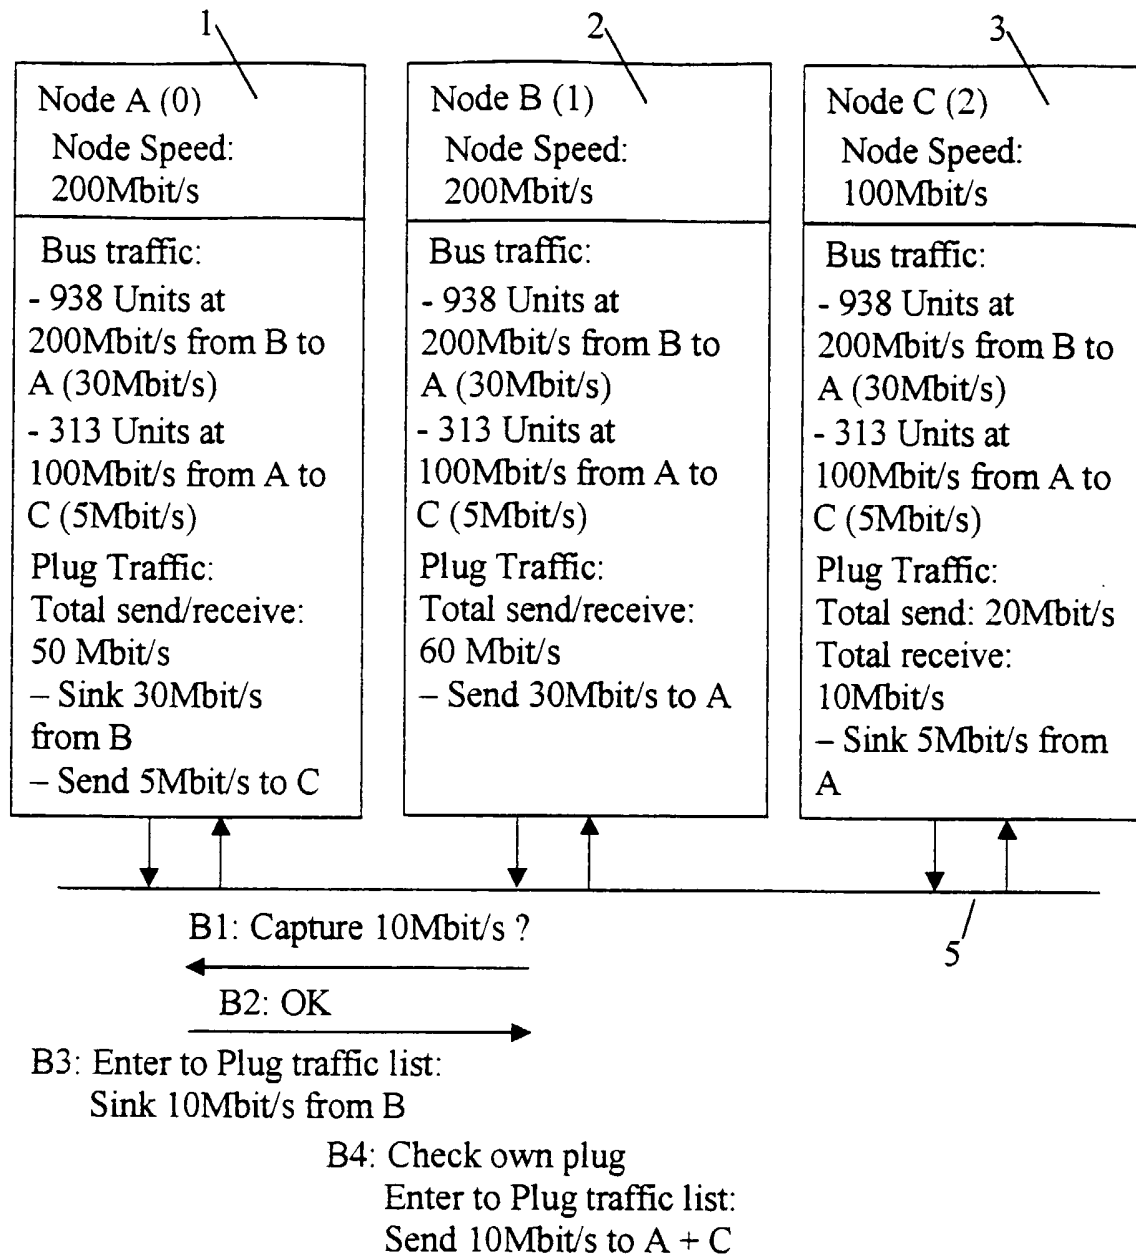 1
2
3
Node A (0)
Node Speed:
200Mbit/s
Bus traffic:
- 938 Units at
200Mbit/s from B to
A (30Mbit/s)
- 313 Units at
100Mbit/s from A to
C (5Mbit/s)
Plug Traffic:
Total send/receive:
50 Mbit/s
– Sink 30Mbit/s
from B
– Send 5Mbit/s to C
Node B (1)
Node Speed:
200Mbit/s
Bus traffic:
- 938 Units at
200Mbit/s from B to
A (30Mbit/s)
- 313 Units at
100Mbit/s from A to
C (5Mbit/s)
Plug Traffic:
Total send/receive:
60 Mbit/s
– Send 30Mbit/s to A
Node C (2)
Node Speed:
100Mbit/s
Bus traffic:
- 938 Units at
200Mbit/s from B to
A (30Mbit/s)
- 313 Units at
100Mbit/s from A to
C (5Mbit/s)
Plug Traffic:
Total send: 20Mbit/s
Total receive:
10Mbit/s
– Sink 5Mbit/s from
A
5
B1: Capture 10Mbit/s ?
B2: OK
B3: Enter to Plug traffic list:
Sink 10Mbit/s from B
B4: Check own plug
Enter to Plug traffic list:
Send 10Mbit/s to A + C